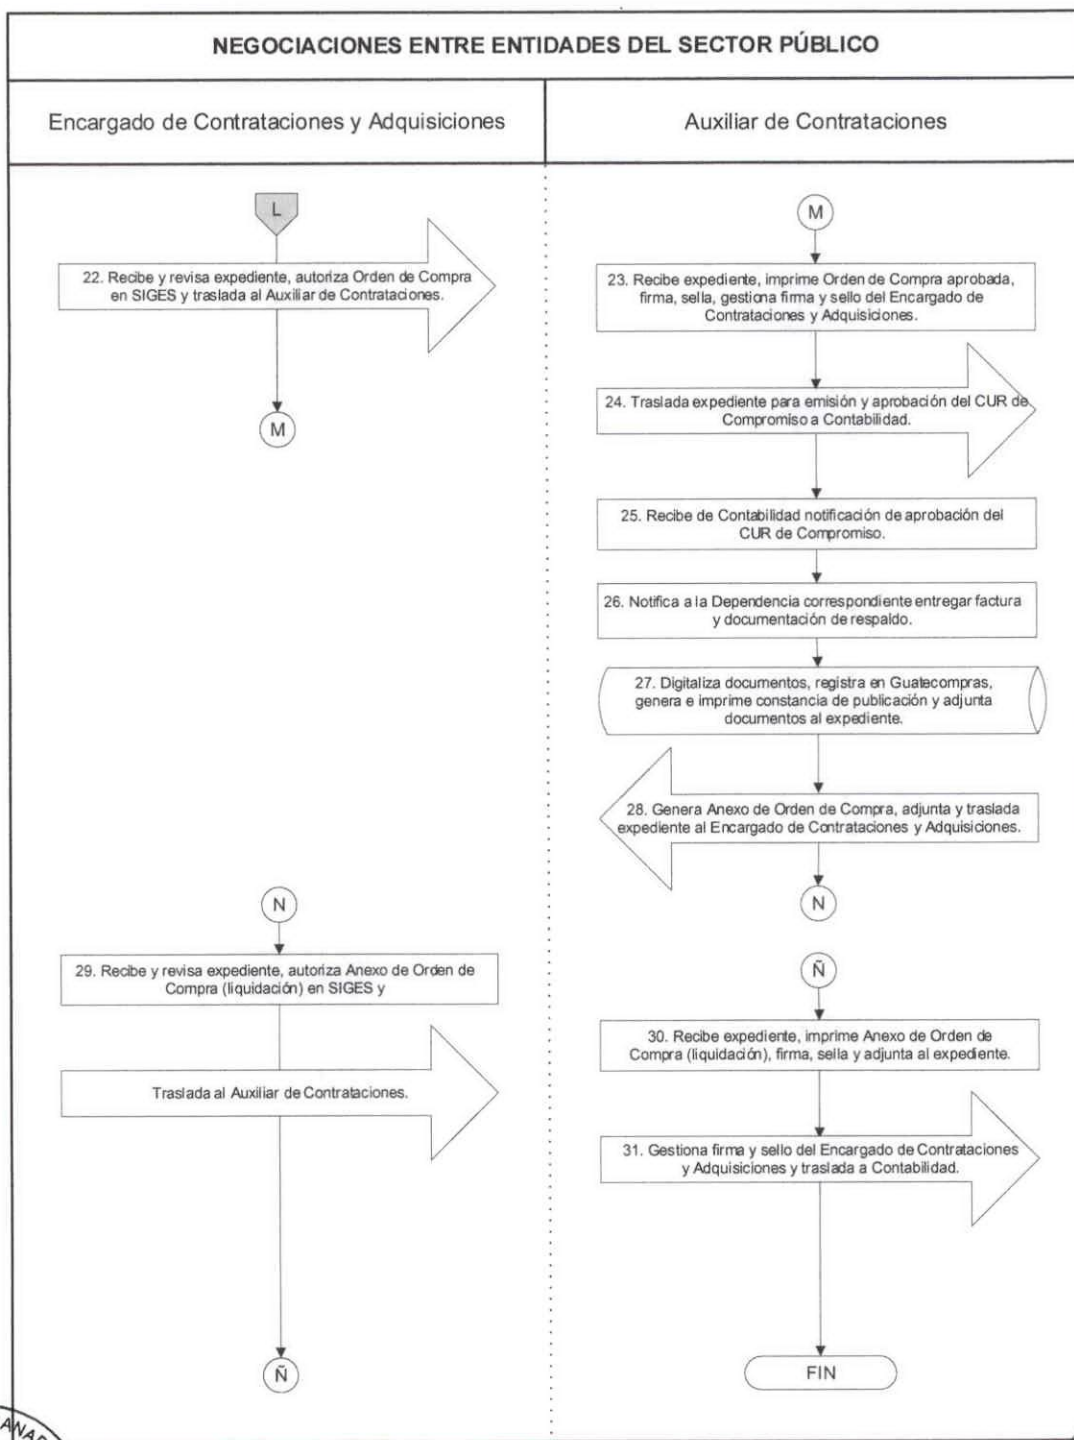 NEGOCIACIONES ENTRE ENTIDADES DEL SECTOR PÚBLICO
Encargado de Contrataciones y Adquisiciones
Auxiliar de Contrataciones
L
22. Recibe y revisa expediente, autoriza Orden de Compra
en SIGES y traslada al Auxiliar de Contrataciones.
M
M
23. Recibe expediente, imprime Orden de Compra aprobada,
firma, sella, gestiona firma y sello del Encargado de
Contrataciones y Adquisiciones.
24. Traslada expediente para emisión y aprobación del CUR de
Compromiso a Contabilidad.
25. Recibe de Contabilidad notificación de aprobación del
CUR de Compromiso.
26. Notifica a la Dependencia correspondiente entregar factura
y documentación de respaldo.
27. Digitaliza documentos, registra en Guatecompras,
genera e imprime constancia de publicación y adjunta
documentos al expediente.
28. Genera Anexo de Orden de Compra, adjunta y traslada
expediente al Encargado de Contrataciones y Adquisiciones.
N
N
29. Recibe y revisa expediente, autoriza Anexo de Orden de
Compra (liquidación) en SIGES y
Traslada al Auxiliar de Contrataciones.
Ñ
Ñ
30. Recibe expediente, imprime Anexo de Orden de
Compra (liquidación), firma, sella y adjunta al expediente.
31. Gestiona firma y sello del Encargado de Contrataciones
y Adquisiciones y traslada a Contabilidad.
FIN